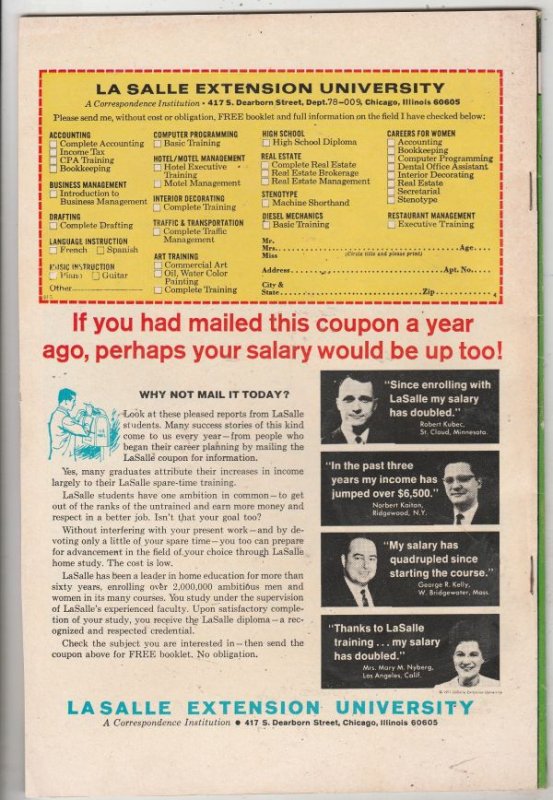 LA SALLE EXTENSION UNIVERSITY
A Correspondence Institution • 417 S. Dearborn Street, Dept.78-009, Chicago, Illinois 60605
Please send me, without cost or obligation, FREE booklet and full information on the field I have checked below:
ACCOUNTING
Complete Accounting
Income Tax
CPA Training
Bookkeeping
BUSINESS MANAGEMENT
Introduction to
Business Management
DRAFTING
Complete Drafting
LANGUAGE INSTRUCTION
French Spanish
MUSIC INSTRUCTION
Piano Guitar
Other
COMPUTER PROGRAMMING
Basic Training
HOTEL/MOTEL MANAGEMENT
Hotel Executive
Training
Motel Management
INTERIOR DECORATING
Complete Training
TRAFFIC & TRANSPORTATION
Complete Traffic
Management
ART TRAINING
Commercial Art
Oil, Water Color
Painting
Complete Training
HIGH SCHOOL
High School Diploma
REAL ESTATE
Complete Real Estate
Real Estate Brokerage
Real Estate Management
STENOTYPE
Machine Shorthand
DIESEL MECHANICS
Basic Training
CAREERS FOR WOMEN
Accounting
Bookkeeping
Computer Programming
Dental Office Assistant
Interior Decorating
Real Estate
Secretarial
Stenotype
RESTAURANT MANAGEMENT
Executive Training
Mr.
Mrs. Age
Miss (Circle title and please print)
Address Apt. No.
City &
State Zip
If you had mailed this coupon a year
ago, perhaps your salary would be up too!
WHY NOT MAIL IT TODAY?
Look at these pleased reports from LaSalle
students. Many success stories of this kind
come to us every year—from people who
began their career planning by mailing the
LaSalle coupon for information.
Yes, many graduates attribute their increases in income
largely to their LaSalle spare-time training.
LaSalle students have one ambition in common—to get
out of the ranks of the untrained and earn more money and
respect in a better job. Isn't that your goal too?
Without interfering with your present work—and by de-
voting only a little of your spare time—you too can prepare
for advancement in the field of your choice through LaSalle
home study. The cost is low.
LaSalle has been a leader in home education for more than
sixty years, enrolling over 2,000,000 ambitious men and
women in its many courses. You study under the supervision
of LaSalle's experienced faculty. Upon satisfactory comple-
tion of your study, you receive the LaSalle diploma—a rec-
ognized and respected credential.
Check the subject you are interested in—then send the
coupon above for FREE booklet. No obligation.
"Since enrolling with
LaSalle my salary
has doubled."
Robert Kubec,
St. Cloud, Minnesota.
"In the past three
years my income has
jumped over $6,500."
Norbert Kaiton,
Ridgewood, N.Y.
"My salary has
quadrupled since
starting the course."
George R. Kelly,
W. Bridgewater, Mass.
"Thanks to LaSalle
training . . . my salary
has doubled."
Mrs. Mary M. Nyberg,
Los Angeles, Calif.
© 1971 LaSalle Extension University
LA SALLE EXTENSION UNIVERSITY
A Correspondence Institution • 417 S. Dearborn Street, Chicago, Illinois 60605